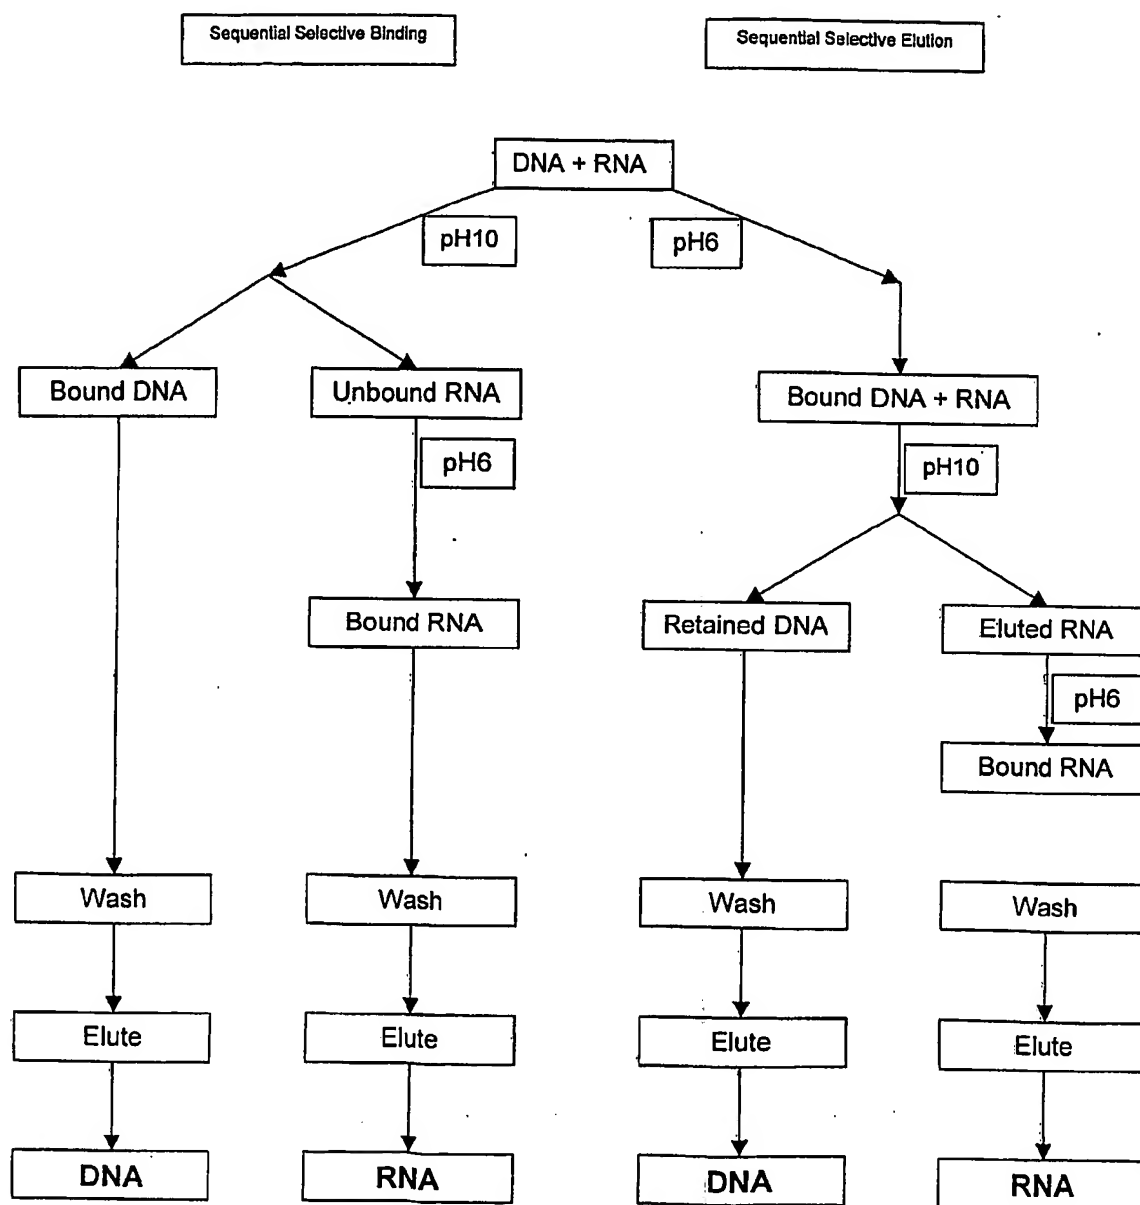 Sequential Selective Binding
Sequential Selective Elution
DNA + RNA
pH10
pH6
Bound DNA
Unbound RNA
Bound DNA + RNA
pH6
pH10
Bound RNA
Retained DNA
Eluted RNA
pH6
Bound RNA
Wash
Wash
Wash
Wash
Elute
Elute
Elute
Elute
DNA
RNA
DNA
RNA